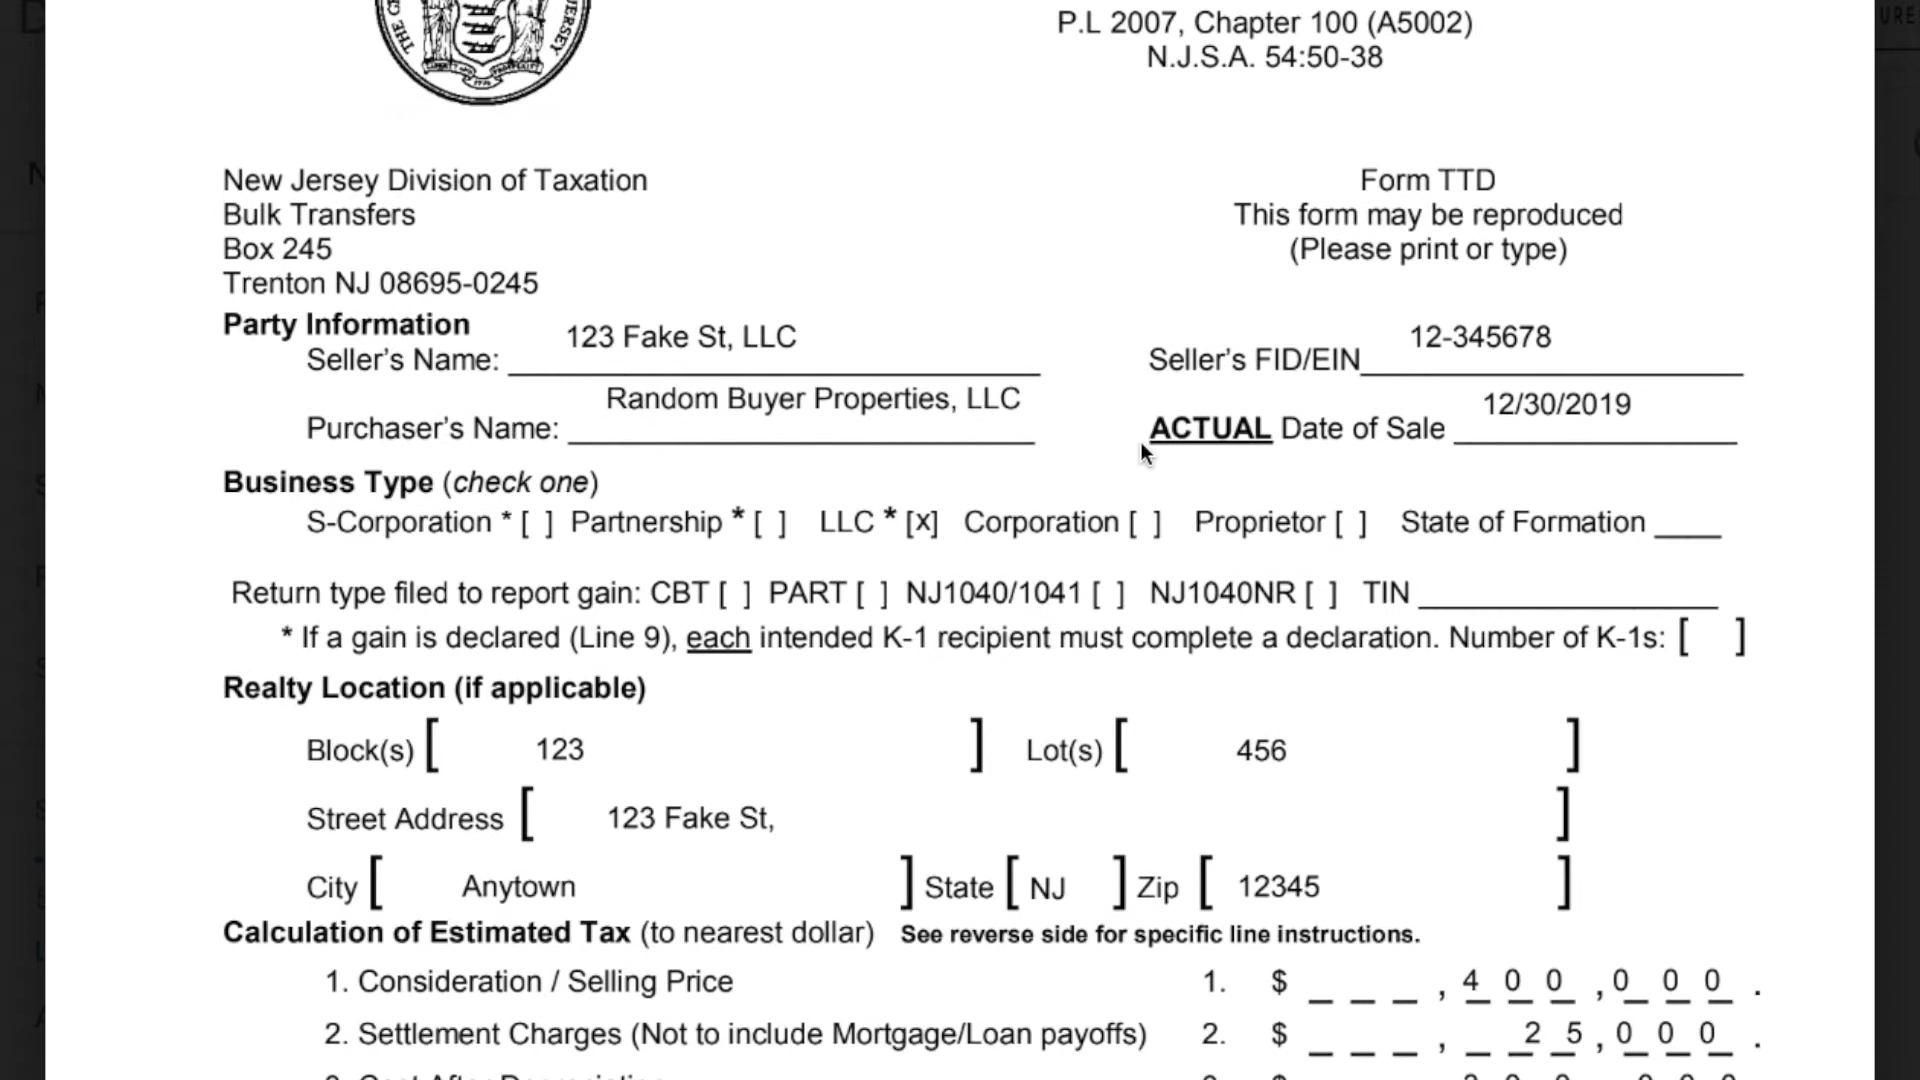 P.L 2007, Chapter 100 (A5002)
N.J.S.A. 54:50-38
New Jersey Division of Taxation
Bulk Transfers
Box 245
Trenton NJ 08695-0245
Form TTD
This form may be reproduced
(Please print or type)
Party Information
Seller's Name: 123 Fake St, LLC
Seller's FID/EIN 12-345678
Purchaser's Name: Random Buyer Properties, LLC
ACTUAL Date of Sale 12/30/2019
Business Type (check one)
S-Corporation * [ ] Partnership * [ ] LLC * [x] Corporation [ ] Proprietor [ ] State of Formation ____
Return type filed to report gain: CBT [ ] PART [ ] NJ1040/1041 [ ] NJ1040NR [ ] TIN ____
* If a gain is declared (Line 9), each intended K-1 recipient must complete a declaration. Number of K-1s: [ ]
Realty Location (if applicable)
Block(s) [ 123 ] Lot(s) [ 456 ]
Street Address [ 123 Fake St, ]
City [ Anytown ] State [ NJ ] Zip [ 12345 ]
Calculation of Estimated Tax (to nearest dollar) See reverse side for specific line instructions.
1. Consideration / Selling Price 1. $ _ _ _ , 4 0 0 , 0 0 0 .
2. Settlement Charges (Not to include Mortgage/Loan payoffs) 2. $ _ _ _ , _ 2 5 , 0 0 0 .